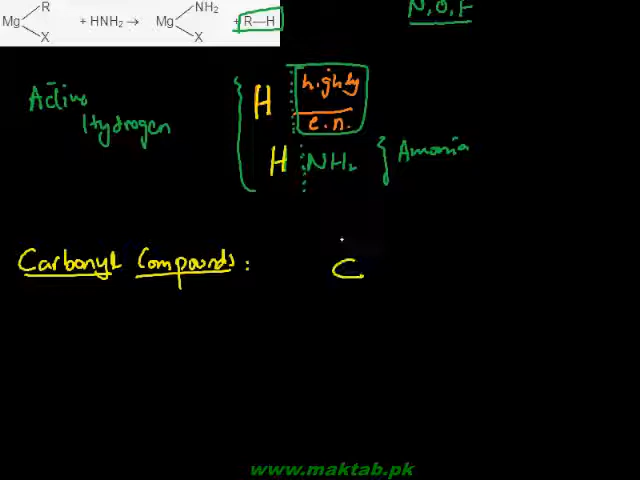 N, O, F
Mg R X + HNH₂ → Mg NH₂ X + R—H
Active Hydrogen
H highly e.n.
H NH₂ } Amonia
Carbonyl Compounds :
C
www.maktab.pk